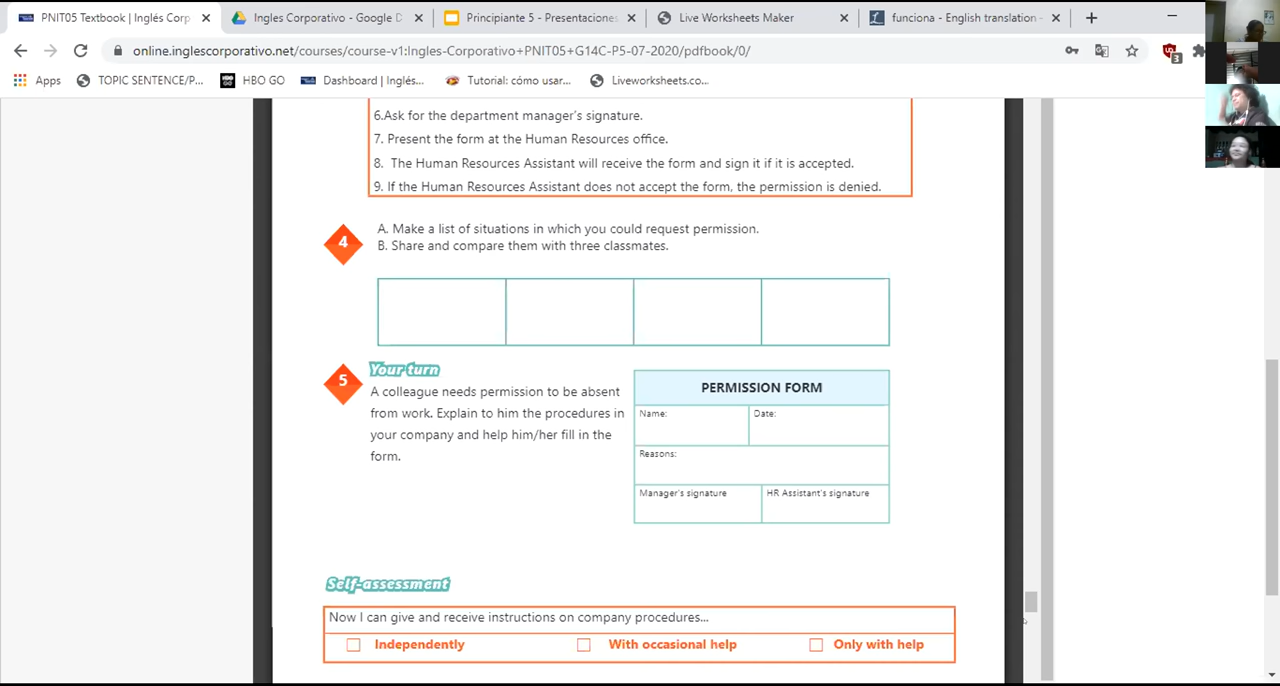 PNIT05 Textbook | Inglés Corp
Ingles Corporativo - Google D
Principiante 5 - Presentaciones
Live Worksheets Maker
funciona - English translation -
online.inglescorporativo.net/courses/course-v1:Ingles-Corporativo+PNIT05+G14C-P5-07-2020/pdfbook/0/
3
Apps
TOPIC SENTENCE/P...
HBO GO
Dashboard | Inglés...
Tutorial: cómo usar...
Liveworksheets.co...
6.Ask for the department manager's signature.
7. Present the form at the Human Resources office.
8. The Human Resources Assistant will receive the form and sign it if it is accepted.
9. If the Human Resources Assistant does not accept the form, the permission is denied.
4
A. Make a list of situations in which you could request permission.
B. Share and compare them with three classmates.
5
Your turn
A colleague needs permission to be absent
from work. Explain to him the procedures in
your company and help him/her fill in the
form.
PERMISSION FORM
Name:
Date:
Reasons:
Manager's signature
HR Assistant's signature
Self-assessment
Now I can give and receive instructions on company procedures...
Independently
With occasional help
Only with help